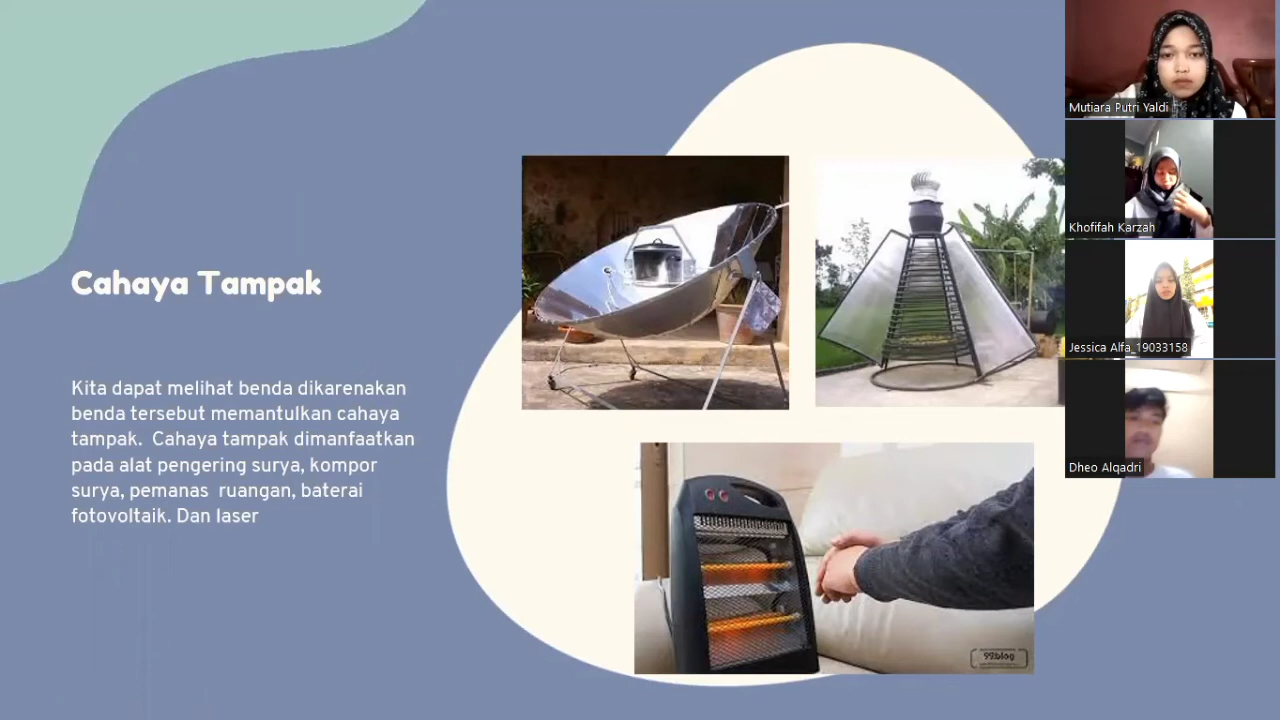 Cahaya Tampak
Kita dapat melihat benda dikarenakan
benda tersebut memantulkan cahaya
tampak. Cahaya tampak dimanfaatkan
pada alat pengering surya, kompor
surya, pemanas ruangan, baterai
fotovoltaik. Dan laser
99blog
Mutiara Putri Yaldi
Khofifah Karzah
Jessica Alfa_19033158
Dheo Alqadri